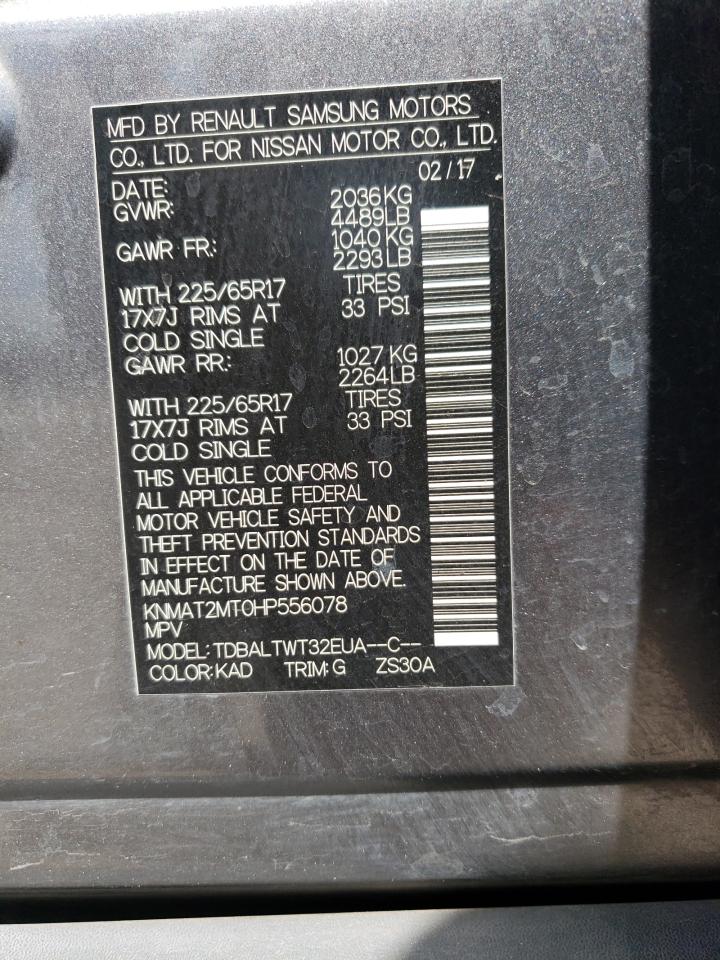 MFD BY RENAULT SAMSUNG MOTORS
CO., LTD. FOR NISSAN MOTOR CO., LTD.
DATE: 02/17
GVWR: 2036KG
4489LB
GAWR FR.: 1040 KG
2293LB
WITH 225/65R17 TIRES
17X7J RIMS AT 33 PSI
COLD SINGLE
GAWR RR.: 1027KG
2264LB
WITH 225/65R17 TIRES
17X7J RIMS AT 33 PSI
COLD SINGLE
THIS VEHICLE CONFORMS TO
ALL APPLICABLE FEDERAL
MOTOR VEHICLE SAFETY AND
THEFT PREVENTION STANDARDS
IN EFFECT ON THE DATE OF
MANUFACTURE SHOWN ABOVE.
KNMAT2MT0HP556078
MPV
MODEL:TDBALTWT32EUA--C--
COLOR:KAD TRIM:G ZS30A